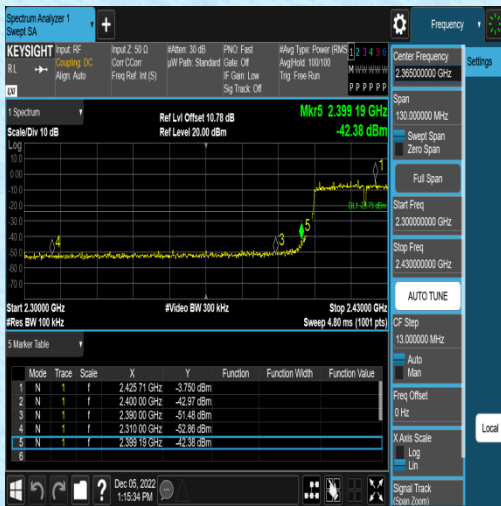 Spectrum Analyzer 1
Swept SA
+
Frequency
Settings
KEYSIGHT
RL
LXI
Input: RF
Coupling: DC
Align: Auto
Input Z: 50 Ω
Corr CCorr
Freq Ref: Int (S)
#Atten: 30 dB
µW Path: Standard
PNO: Fast
Gate: Off
IF Gain: Low
Sig Track: Off
#Avg Type: Power (RMS
Avg|Hold: 100/100
Trig: Free Run
1 2 3 4 5 6
M W W W W W
P P P P P P
1 Spectrum
Scale/Div 10 dB
Log
Ref Lvl Offset 10.78 dB
Ref Level 20.00 dBm
Mkr5 2.399 19 GHz
-42.38 dBm
10.0
0.00
-10.0
-20.0
-30.0
-40.0
-50.0
-60.0
-70.0
1
3
4
5
Start 2.30000 GHz
#Res BW 100 kHz
#Video BW 300 kHz
Stop 2.43000 GHz
Sweep 4.80 ms (1001 pts)
5 Marker Table
Mode Trace Scale X Y Function Function Width Function Value
1 N 1 f 2.425 71 GHz -3.750 dBm
2 N 1 f 2.400 00 GHz -42.97 dBm
3 N 1 f 2.390 00 GHz -51.48 dBm
4 N 1 f 2.310 00 GHz -52.86 dBm
5 N 1 f 2.399 19 GHz -42.38 dBm
6
?
Dec 05, 2022
1:15:34 PM
Center Frequency
2.365000000 GHz
Span
130.000000 MHz
Swept Span
Zero Span
Full Span
Start Freq
2.300000000 GHz
Stop Freq
2.430000000 GHz
AUTO TUNE
CF Step
13.000000 MHz
Auto
Man
Freq Offset
0 Hz
X Axis Scale
Log
Lin
Signal Track
(Span Zoom)
Local